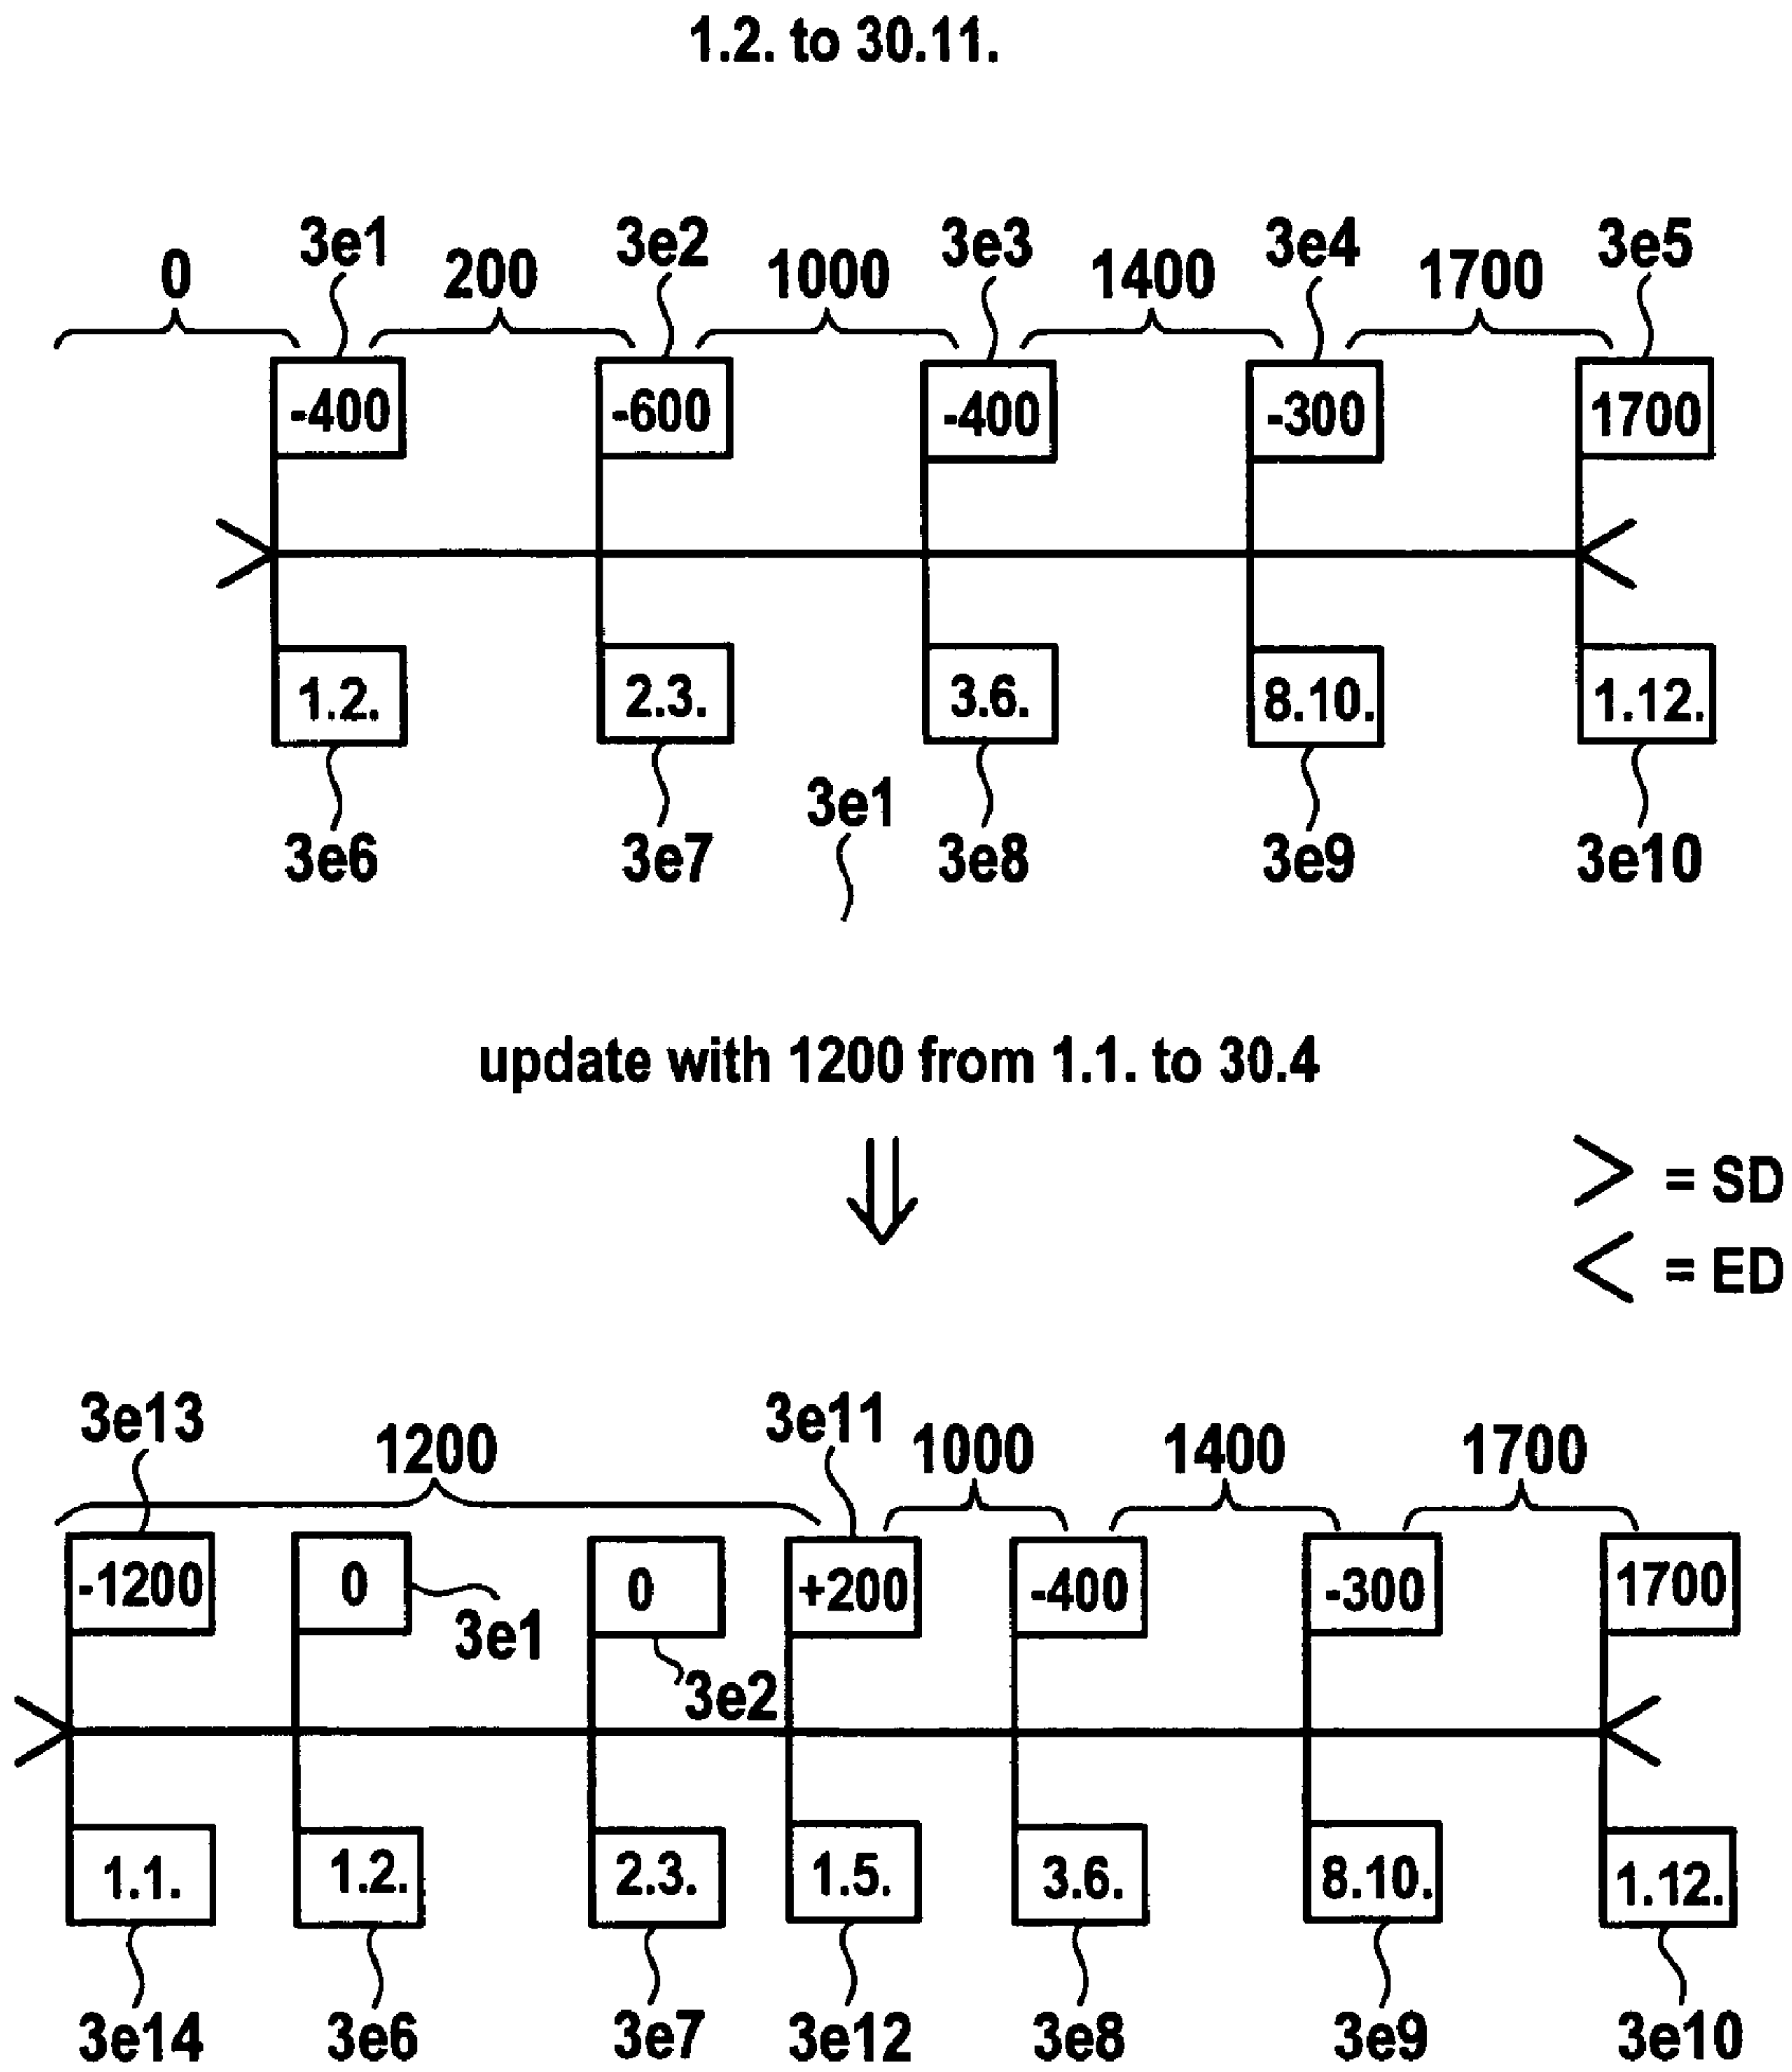 1.2. to 30.11.
3e1 3e2 3e3 3e4 3e5
0 200 1000 1400 1700
-400 -600 -400 -300 1700
1.2. 2.3. 3.6. 8.10. 1.12.
3e1
3e6 3e7 3e8 3e9 3e10
update with 1200 from 1.1. to 30.4
> = SD
< = ED
3e13 3e11
1200 1000 1400 1700
-1200 0 0 +200 -400 -300 1700
3e1
3e2
1.1. 1.2. 2.3. 1.5. 3.6. 8.10. 1.12.
3e14 3e6 3e7 3e12 3e8 3e9 3e10